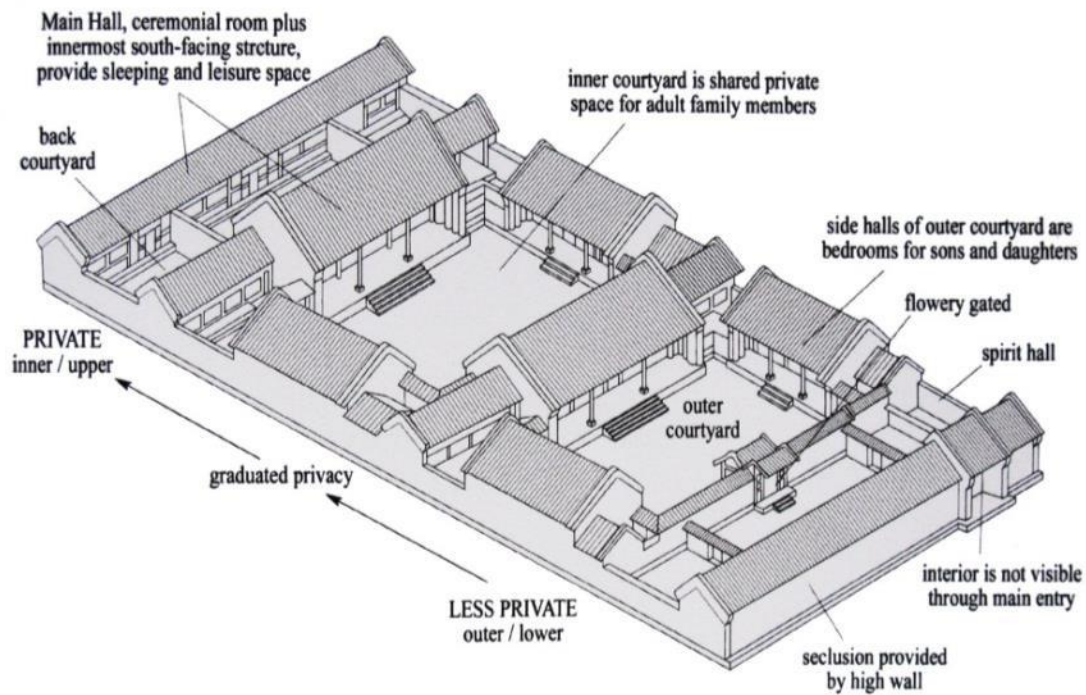 Main Hall, ceremonial room plus
innermost south-facing strcture,
provide sleeping and leisure space
inner courtyard is shared private
space for adult family members
back
courtyard
side halls of outer courtyard are
bedrooms for sons and daughters
flowery gated
spirit hall
PRIVATE
inner / upper
outer
courtyard
graduated privacy
LESS PRIVATE
outer / lower
interior is not visible
through main entry
seclusion provided
by high wall